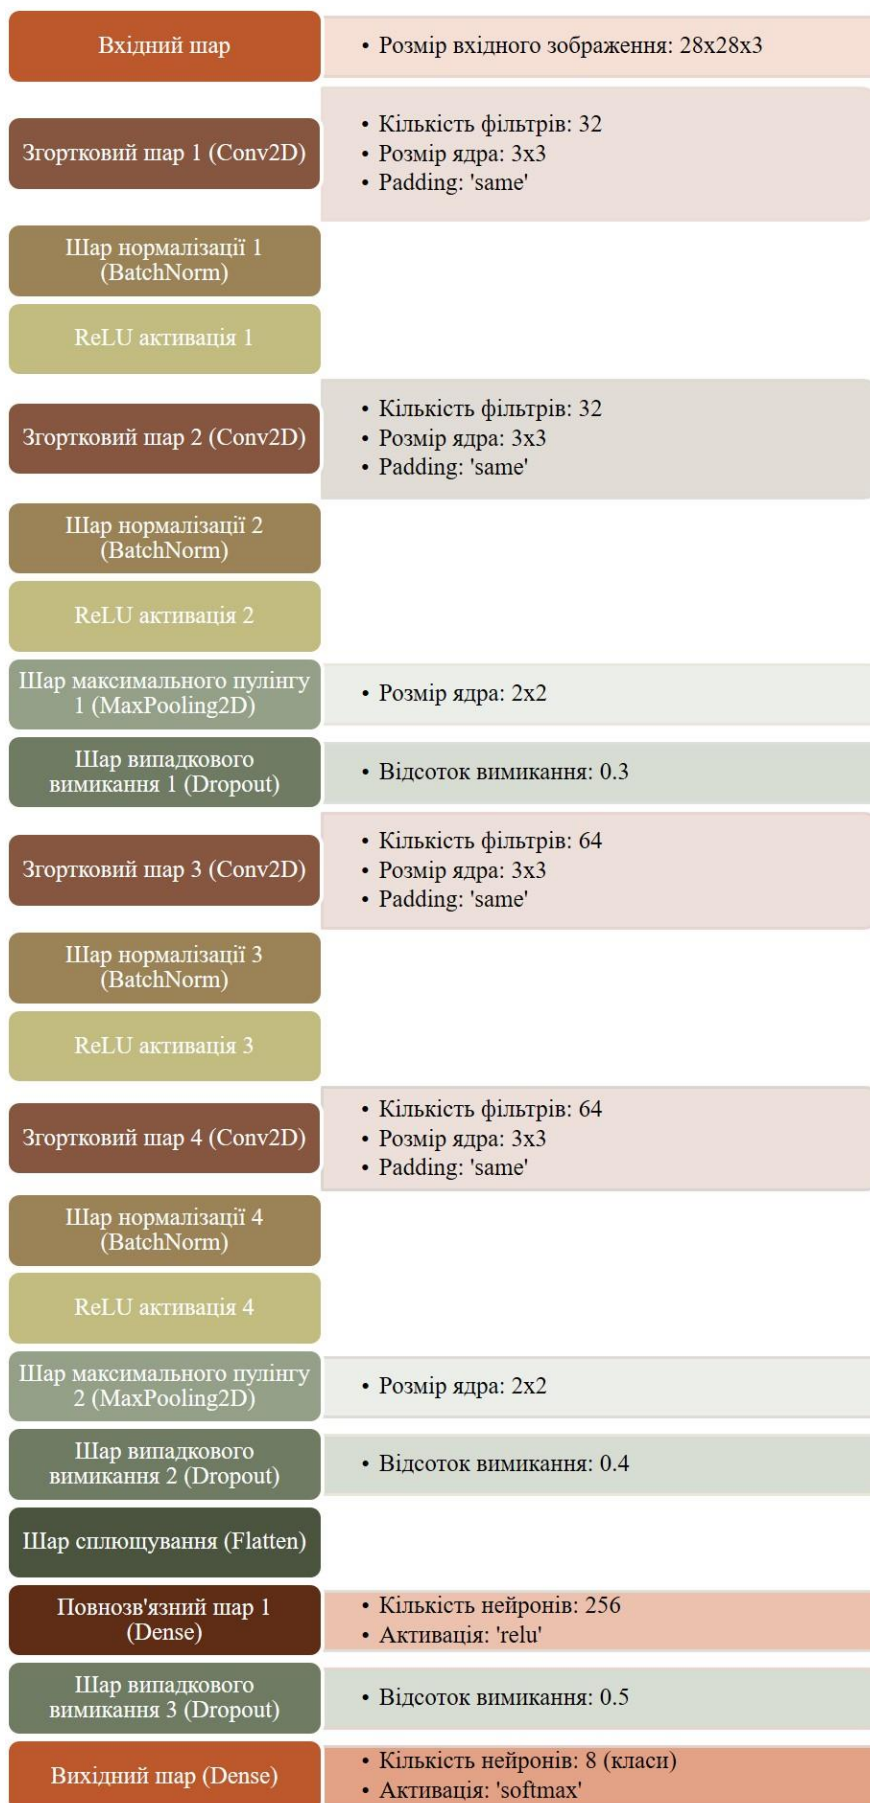 Вхідний шар
• Розмір вхідного зображення: 28x28x3
Згортковий шар 1 (Conv2D)
• Кількість фільтрів: 32
• Розмір ядра: 3x3
• Padding: 'same'
Шар нормалізації 1
(BatchNorm)
ReLU активація 1
Згортковий шар 2 (Conv2D)
• Кількість фільтрів: 32
• Розмір ядра: 3x3
• Padding: 'same'
Шар нормалізації 2
(BatchNorm)
ReLU активація 2
Шар максимального пулінгу
1 (MaxPooling2D)
• Розмір ядра: 2x2
Шар випадкового
вимикання 1 (Dropout)
• Відсоток вимикання: 0.3
Згортковий шар 3 (Conv2D)
• Кількість фільтрів: 64
• Розмір ядра: 3x3
• Padding: 'same'
Шар нормалізації 3
(BatchNorm)
ReLU активація 3
Згортковий шар 4 (Conv2D)
• Кількість фільтрів: 64
• Розмір ядра: 3x3
• Padding: 'same'
Шар нормалізації 4
(BatchNorm)
ReLU активація 4
Шар максимального пулінгу
2 (MaxPooling2D)
• Розмір ядра: 2x2
Шар випадкового
вимикання 2 (Dropout)
• Відсоток вимикання: 0.4
Шар сплющування (Flatten)
Повнозв'язний шар 1
(Dense)
• Кількість нейронів: 256
• Активація: 'relu'
Шар випадкового
вимикання 3 (Dropout)
• Відсоток вимикання: 0.5
Вихідний шар (Dense)
• Кількість нейронів: 8 (класи)
• Активація: 'softmax'